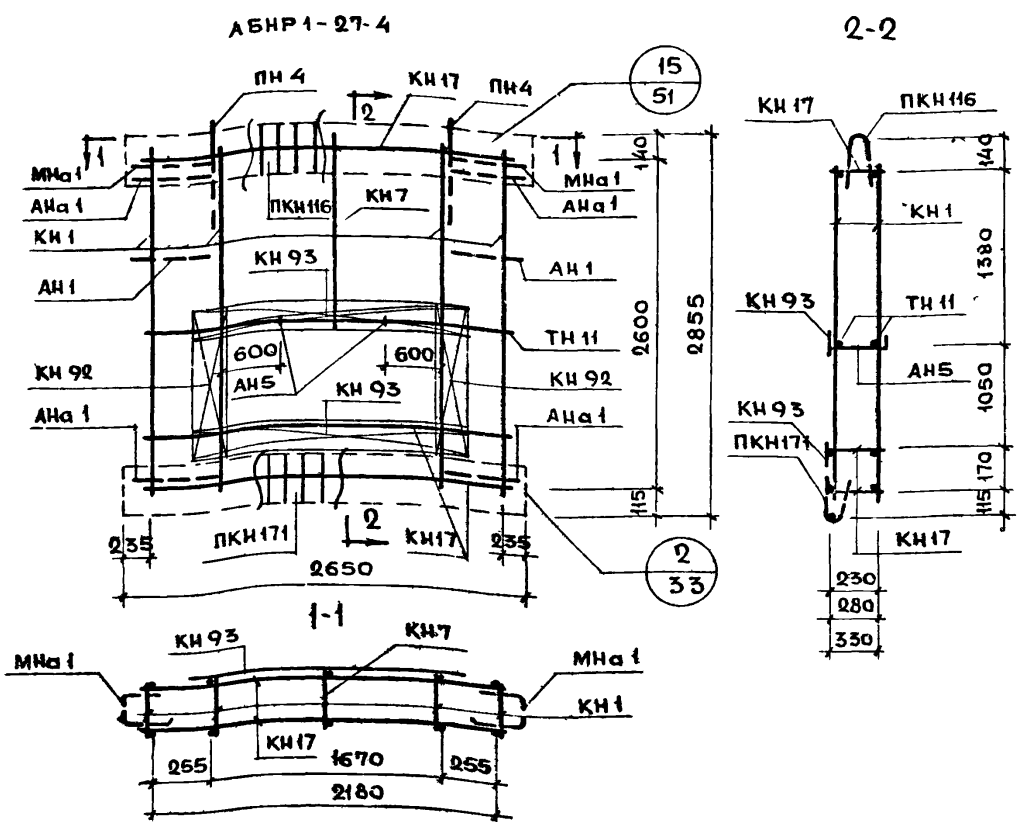 АБНР1-27-4
2-2
ПН4
КН17
ПН4
15
51
2
1
1
МНа1
АНа1
КН1
АН1
ПКН116
КН7
КН93
МНа1
АНа1
АН1
140
2600
115
2855
600
АН5
600
КН93
ТН11
КН92
КН92
АНа1
АНа1
ПКН171
2
КН17
235
235
2650
2
33
КН17
ПКН116
КН1
КН93
ТН11
АН5
КН93
ПКН171
КН17
140
1380
1050
170
115
230
280
330
1-1
МНа1
КН93
КН7
МНа1
КН1
КН17
255
1670
255
2180